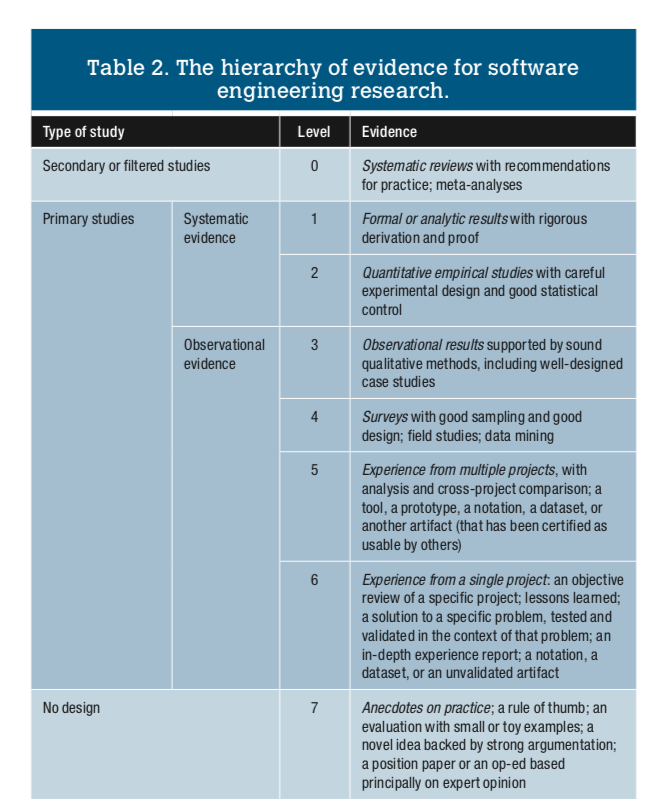 Table 2. The hierarchy of evidence for software
engineering research.
Type of study
Level
Evidence
Secondary or filtered studies
0
Systematic reviews with recommendations
for practice; meta-analyses
Primary studies
Systematic
evidence
1
Formal or analytic results with rigorous
derivation and proof
2
Quantitative empirical studies with careful
experimental design and good statistical
control
Observational
evidence
3
Observational results supported by sound
qualitative methods, including well-designed
case studies
4
Surveys with good sampling and good
design; field studies; data mining
5
Experience from multiple projects, with
analysis and cross-project comparison; a
tool, a prototype, a notation, a dataset, or
another artifact (that has been certified as
usable by others)
6
Experience from a single project: an objective
review of a specific project; lessons learned;
a solution to a specific problem, tested and
validated in the context of that problem; an
in-depth experience report; a notation, a
dataset, or an unvalidated artifact
No design
7
Anecdotes on practice; a rule of thumb; an
evaluation with small or toy examples; a
novel idea backed by strong argumentation;
a position paper or an op-ed based
principally on expert opinion